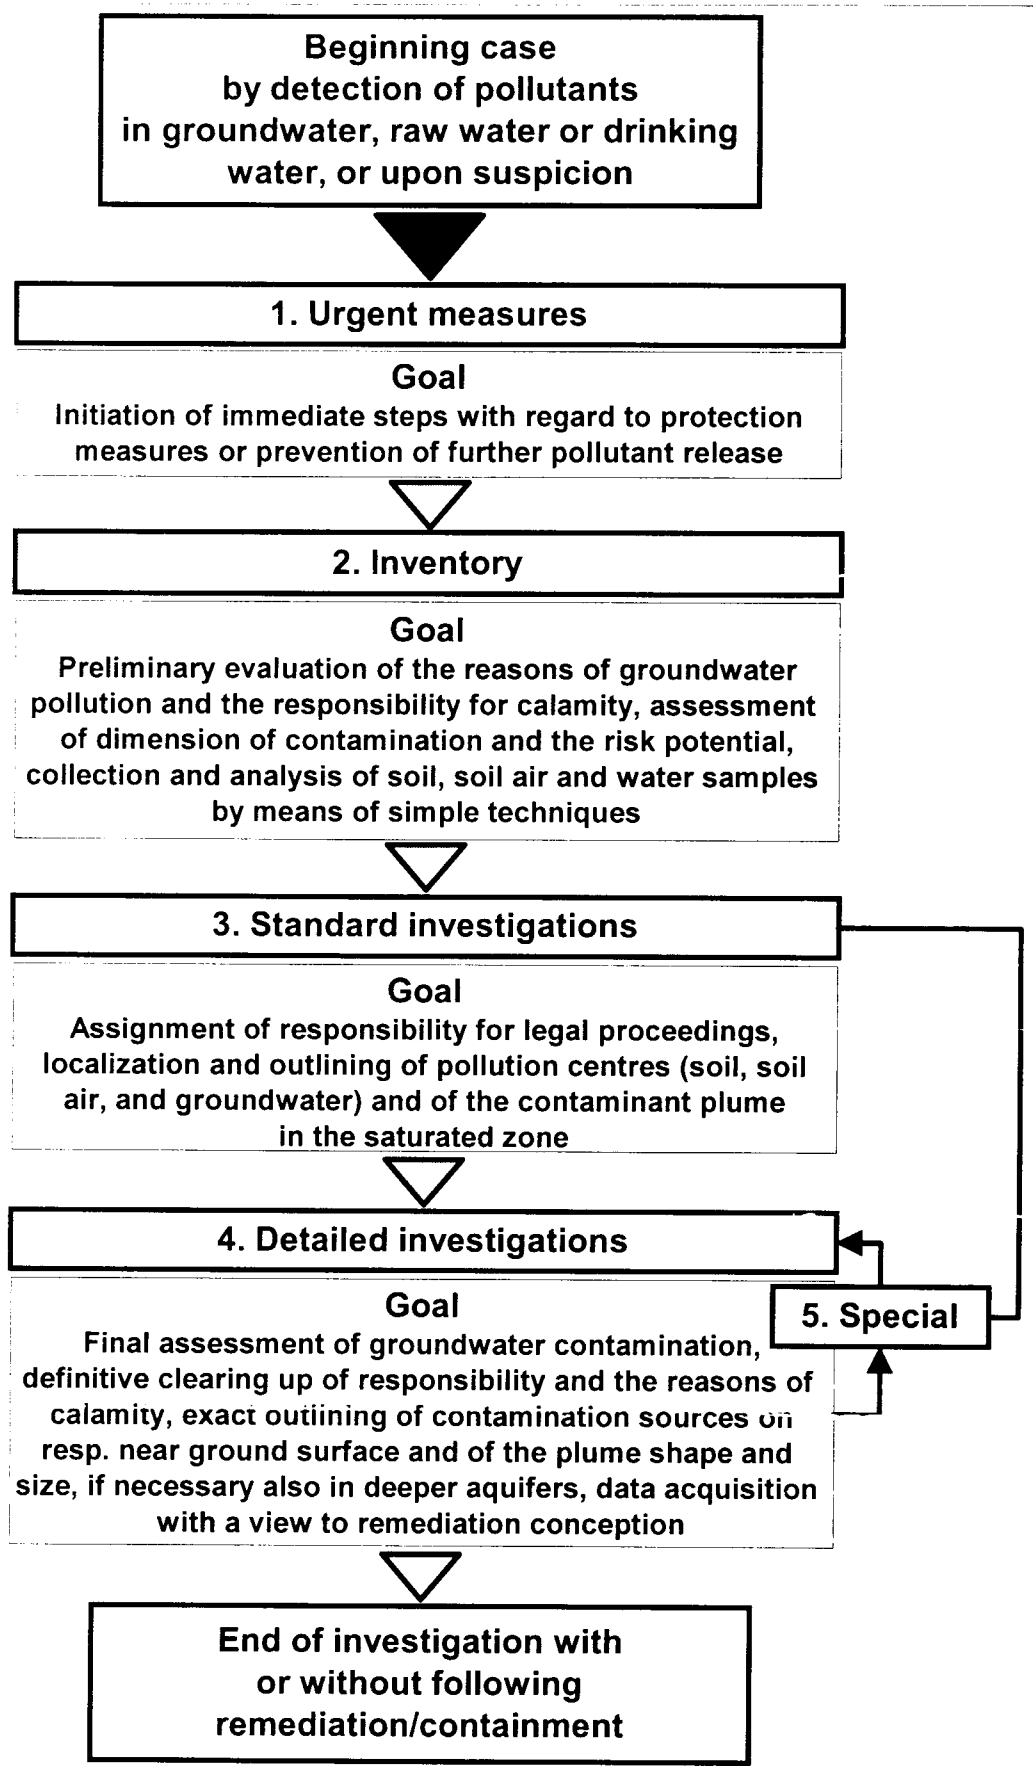 Beginning case
by detection of pollutants
in groundwater, raw water or drinking
water, or upon suspicion
1. Urgent measures
Goal
Initiation of immediate steps with regard to protection
measures or prevention of further pollutant release
2. Inventory
Goal
Preliminary evaluation of the reasons of groundwater
pollution and the responsibility for calamity, assessment
of dimension of contamination and the risk potential,
collection and analysis of soil, soil air and water samples
by means of simple techniques
3. Standard investigations
Goal
Assignment of responsibility for legal proceedings,
localization and outlining of pollution centres (soil, soil
air, and groundwater) and of the contaminant plume
in the saturated zone
4. Detailed investigations
5. Special
Goal
Final assessment of groundwater contamination,
definitive clearing up of responsibility and the reasons of
calamity, exact outlining of contamination sources on
resp. near ground surface and of the plume shape and
size, if necessary also in deeper aquifers, data acquisition
with a view to remediation conception
End of investigation with
or without following
remediation/containment